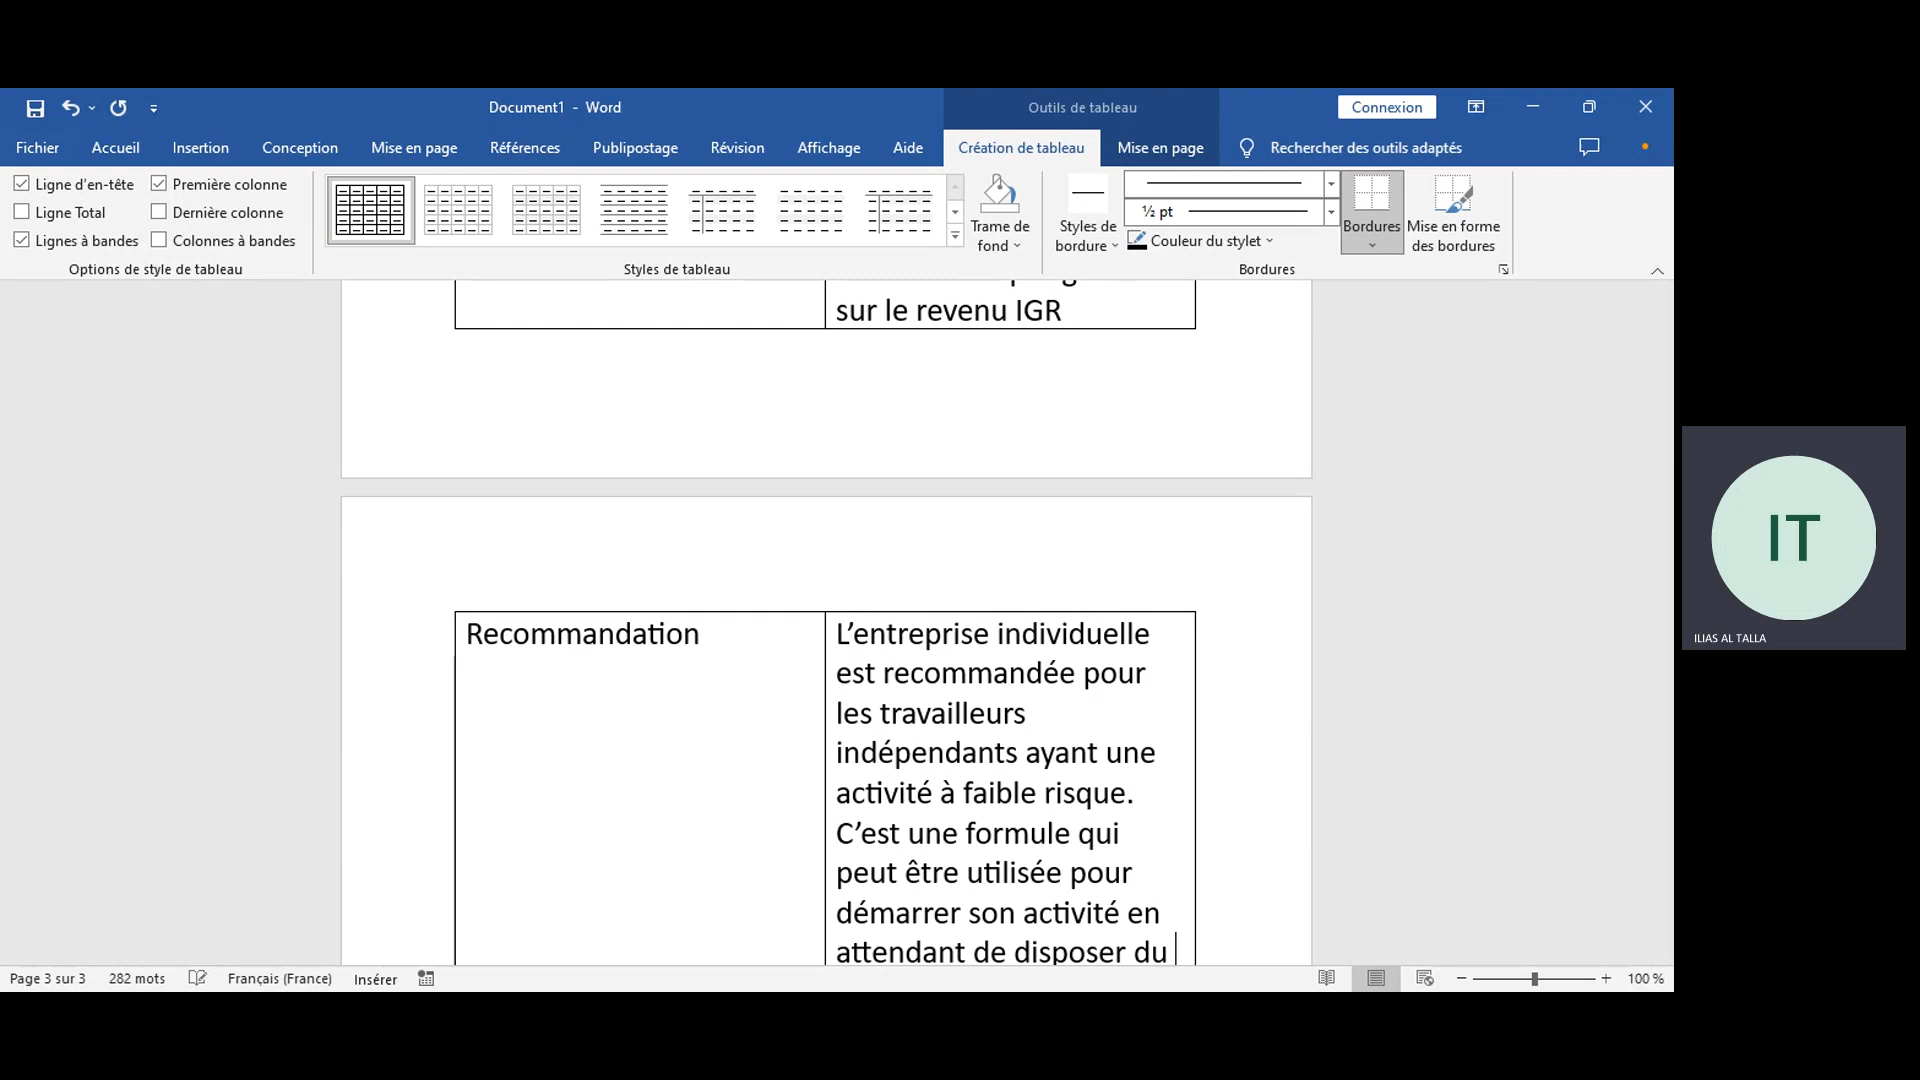 Document1 - Word
Outils de tableau
Connexion
Fichier
Accueil
Insertion
Conception
Mise en page
Références
Publipostage
Révision
Affichage
Aide
Création de tableau
Mise en page
Rechercher des outils adaptés
Ligne d'en-tête
Première colonne
Ligne Total
Dernière colonne
Lignes à bandes
Colonnes à bandes
Options de style de tableau
Styles de tableau
Trame de
fond
Styles de
bordure
½ pt
Couleur du stylet
Bordures
Mise en forme
des bordures
Bordures
sur le revenu IGR
Recommandation
L’entreprise individuelle
est recommandée pour
les travailleurs
indépendants ayant une
activité à faible risque.
C’est une formule qui
peut être utilisée pour
démarrer son activité en
attendant de disposer du
IT
ILIAS AL TALLA
Page 3 sur 3
282 mots
Français (France)
Insérer
100 %